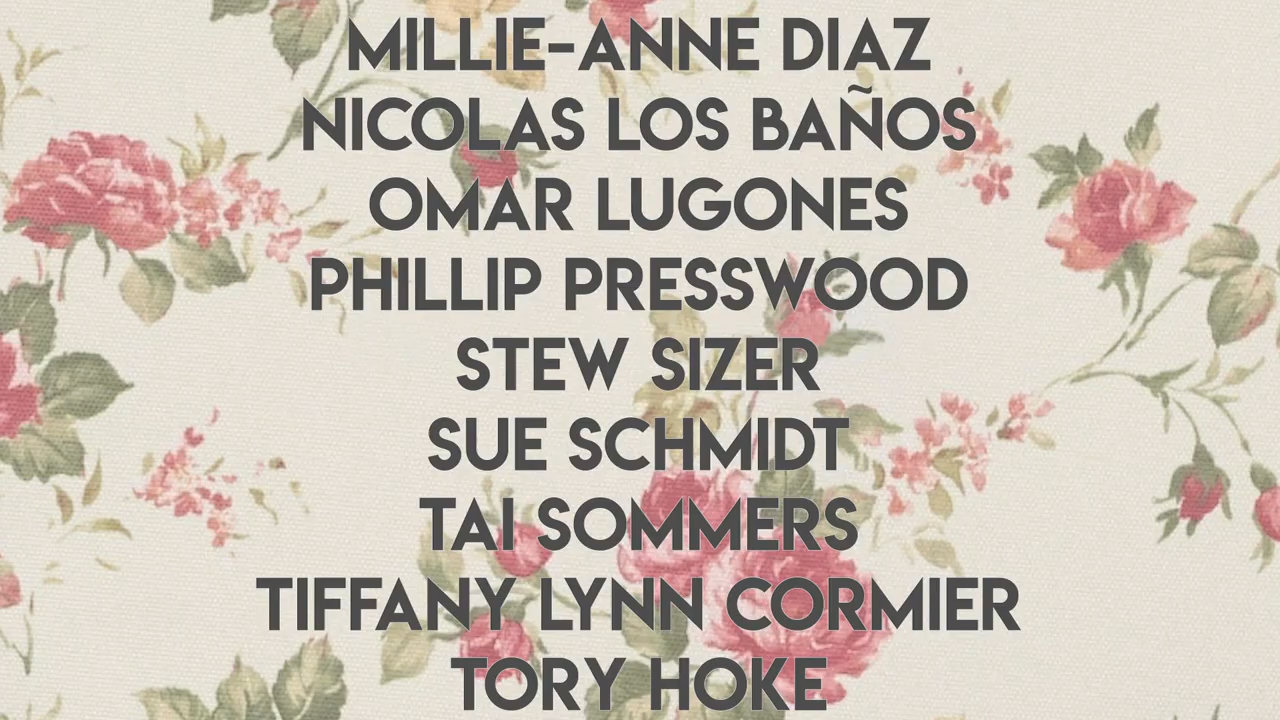 MILLIE-ANNE DIAZ
NICOLAS LOS BAÑOS
OMAR LUGONES
PHILLIP PRESSWOOD
STEW SIZER
SUE SCHMIDT
TAI SOMMERS
TIFFANY LYNN CORMIER
TORY HOKE